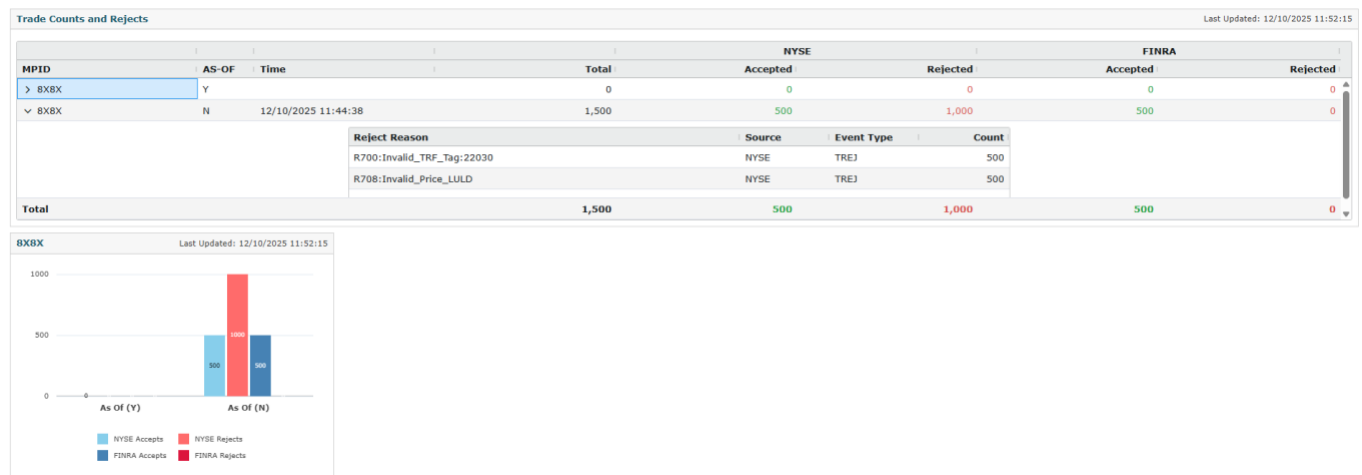 Trade Counts and Rejects Last Updated: 12/10/2025 11:52:15
NYSE FINRA
MPID AS-OF Time Total Accepted Rejected Accepted Rejected
> 8X8X Y 0 0 0 0 0
8X8X N 12/10/2025 11:44:38 1,500 500 1,000 500 0
Reject Reason Source Event Type Count
R700:Invalid_TRF_Tag:22030 NYSE TREJ 500
R708:Invalid_Price_LULD NYSE TREJ 500
Total 1,500 500 1,000 500 0
8X8X Last Updated: 12/10/2025 11:52:15
1000
500
1000
500 500
0
0
As Of (Y) As Of (N)
NYSE Accepts NYSE Rejects
FINRA Accepts FINRA Rejects